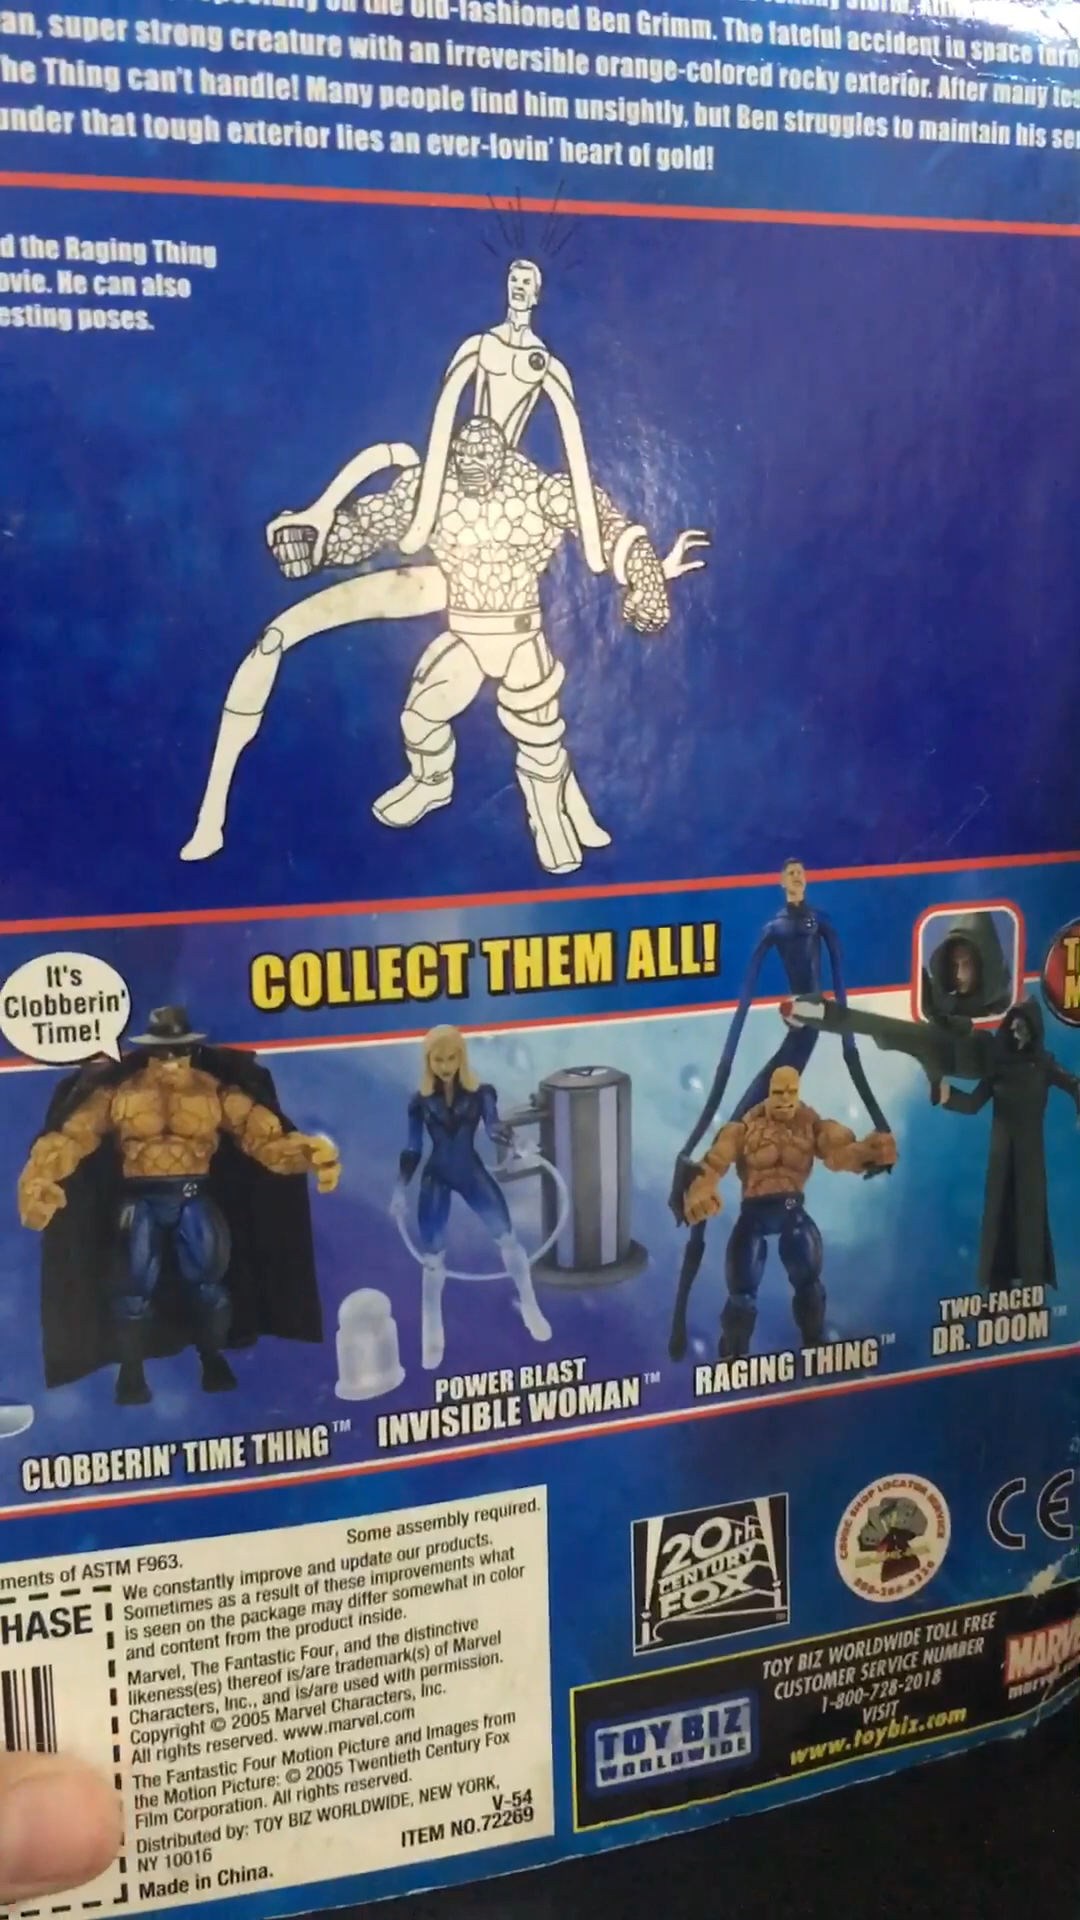 on the old-fashioned Ben Grimm. The fateful accident in space
an, super strong creature with an irreversible orange-colored rocky exterior. After many
he Thing can't handle! Many people find him unsightly, but Ben struggles to maintain his
under that tough exterior lies an ever-lovin' heart of gold!
d the Raging Thing
ovie. He can also
esting poses.
COLLECT THEM ALL!
It's
Clobberin'
Time!
CLOBBERIN' TIME THING™
POWER BLAST
INVISIBLE WOMAN™
RAGING THING™
TWO-FACED
DR. DOOM™
Some assembly required.
ments of ASTM F963.
HASE
We constantly improve and update our products.
Sometimes as a result of these improvements what
is seen on the package may differ somewhat in color
and content from the product inside.
Marvel, The Fantastic Four, and the distinctive
likeness(es) thereof is/are trademark(s) of Marvel
Characters, Inc., and is/are used with permission.
Copyright © 2005 Marvel Characters, Inc.
All rights reserved. www.marvel.com
The Fantastic Four Motion Picture and Images from
the Motion Picture: © 2005 Twentieth Century Fox
Film Corporation. All rights reserved.
Distributed by: TOY BIZ WORLDWIDE, NEW YORK,
NY 10016
V-54
ITEM NO.72269
Made in China.
20TH
CENTURY
FOX
COMIC SHOP LOCATOR SERVICE
CE
TOY BIZ
WORLDWIDE
TOY BIZ WORLDWIDE TOLL FREE
CUSTOMER SERVICE NUMBER
1-800-728-2018
VISIT
www.toybiz.com
MARV